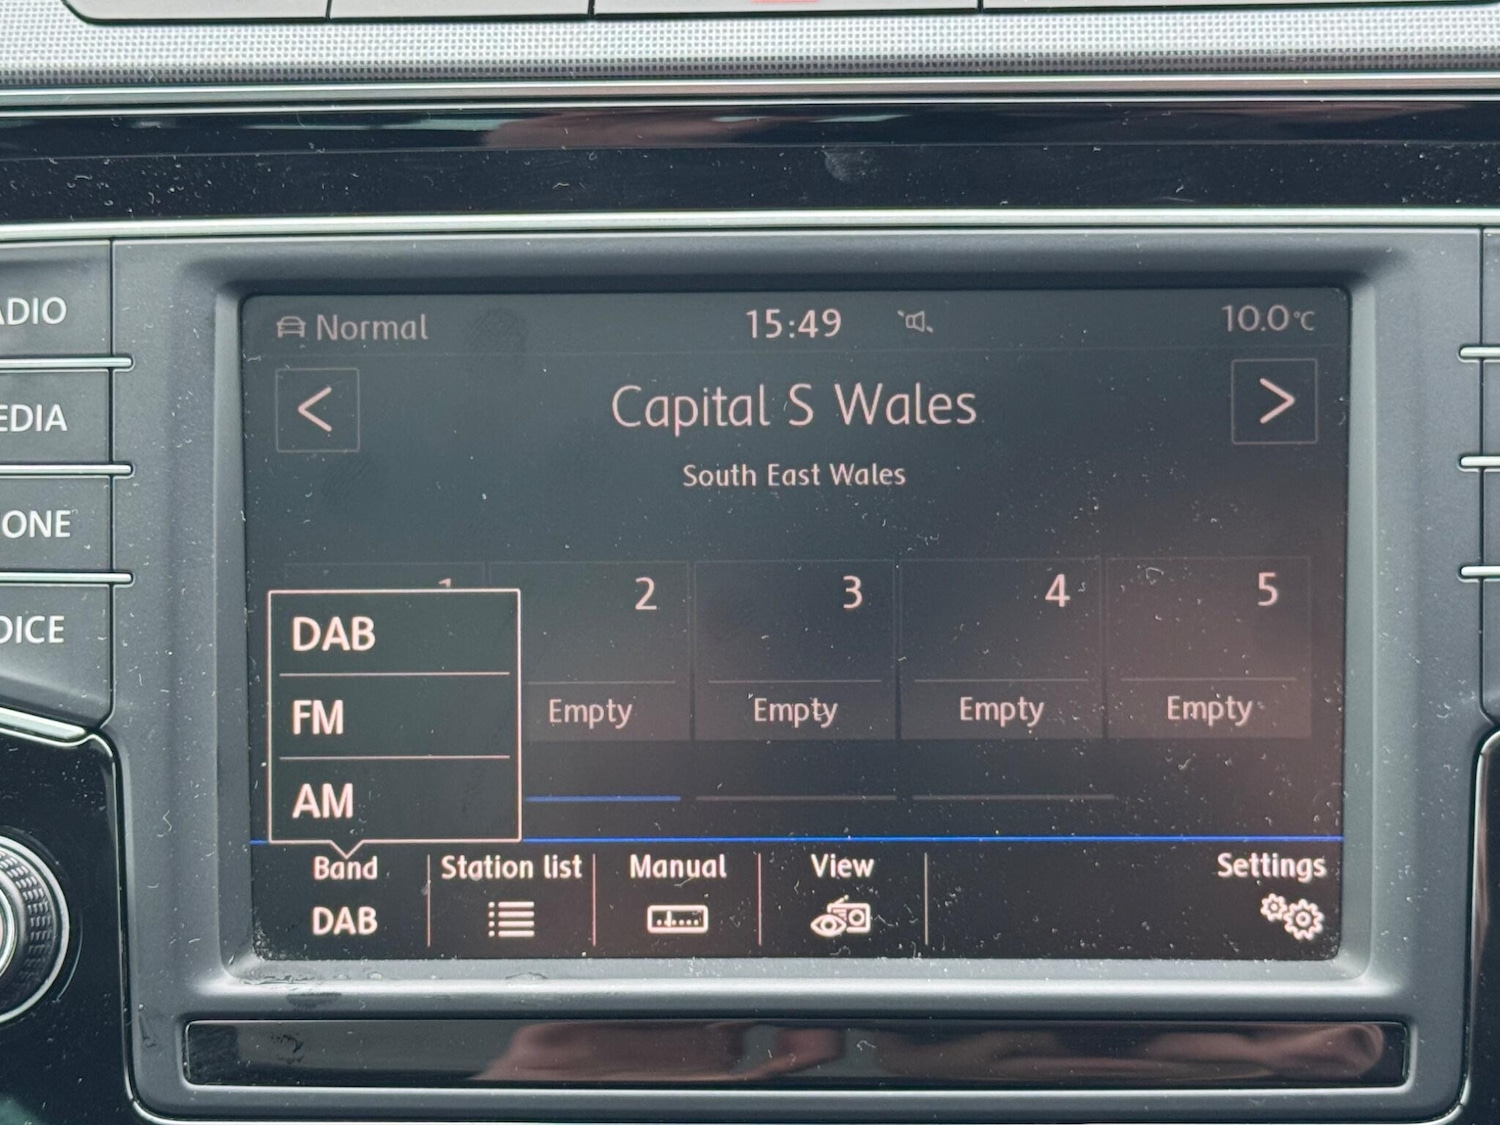 ADIO
EDIA
ONE
OICE
Normal 15:49 10.0°C
< Capital S Wales >
South East Wales
1 2 3 4 5
Empty Empty Empty Empty
DAB
FM
AM
Band Station list Manual View Settings
DAB